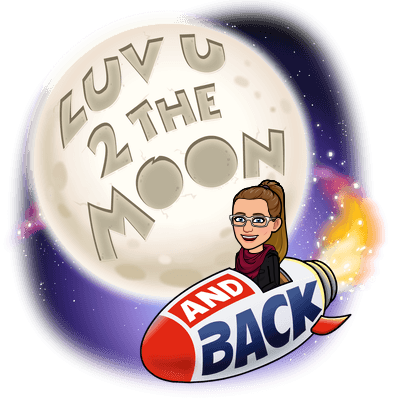 LUV U
2 THE
MOON
AND
BACK